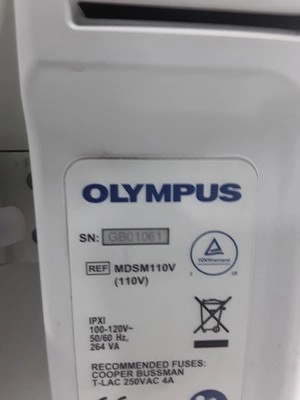 OLYMPUS
SN: GB01061
REF MDSM110V
(110V)
TÜVRheinland
IPXI
100-120V~
50/60 Hz,
264 VA
RECOMMENDED FUSES:
COOPER BUSSMAN
T-LAC 250VAC 4A